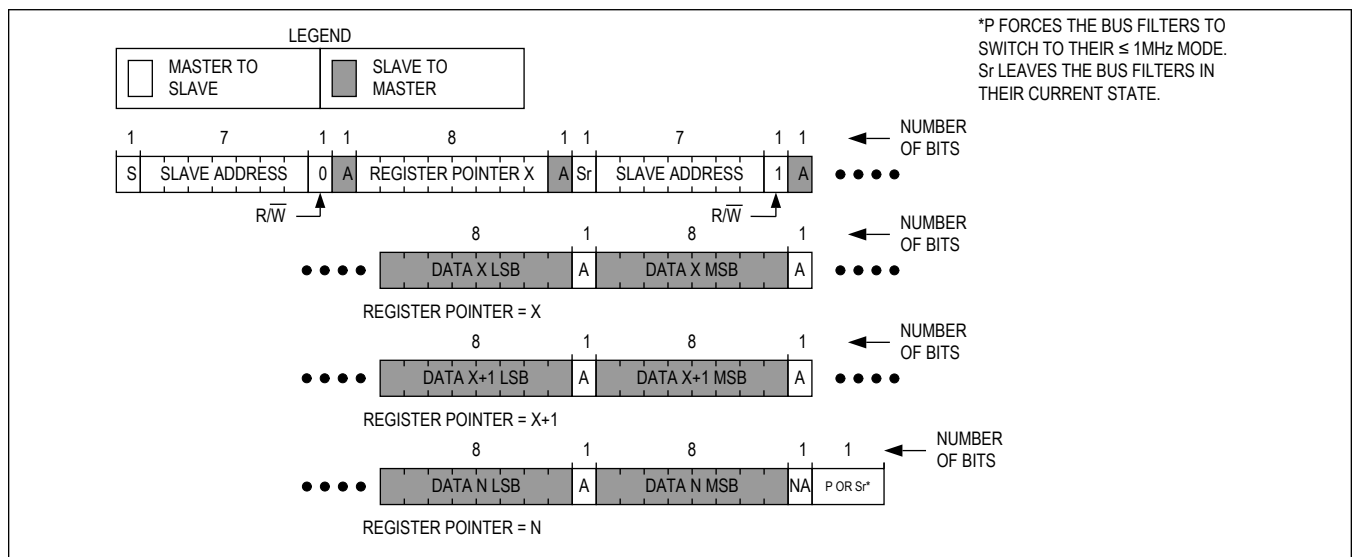 LEGEND
MASTER TO
SLAVE
SLAVE TO
MASTER
*P FORCES THE BUS FILTERS TO
SWITCH TO THEIR ≤ 1MHz MODE.
Sr LEAVES THE BUS FILTERS IN
THEIR CURRENT STATE.
1 7 1 1 8 1 1 7 1 1
NUMBER
OF BITS
S SLAVE ADDRESS 0 A REGISTER POINTER X A Sr SLAVE ADDRESS 1 A
R/W̅ R/W̅
8 1 8 1
NUMBER
OF BITS
DATA X LSB A DATA X MSB A
REGISTER POINTER = X
8 1 8 1
NUMBER
OF BITS
DATA X+1 LSB A DATA X+1 MSB A
REGISTER POINTER = X+1
8 1 8 1 1
NUMBER
OF BITS
DATA N LSB A DATA N MSB NA P OR Sr*
REGISTER POINTER = N